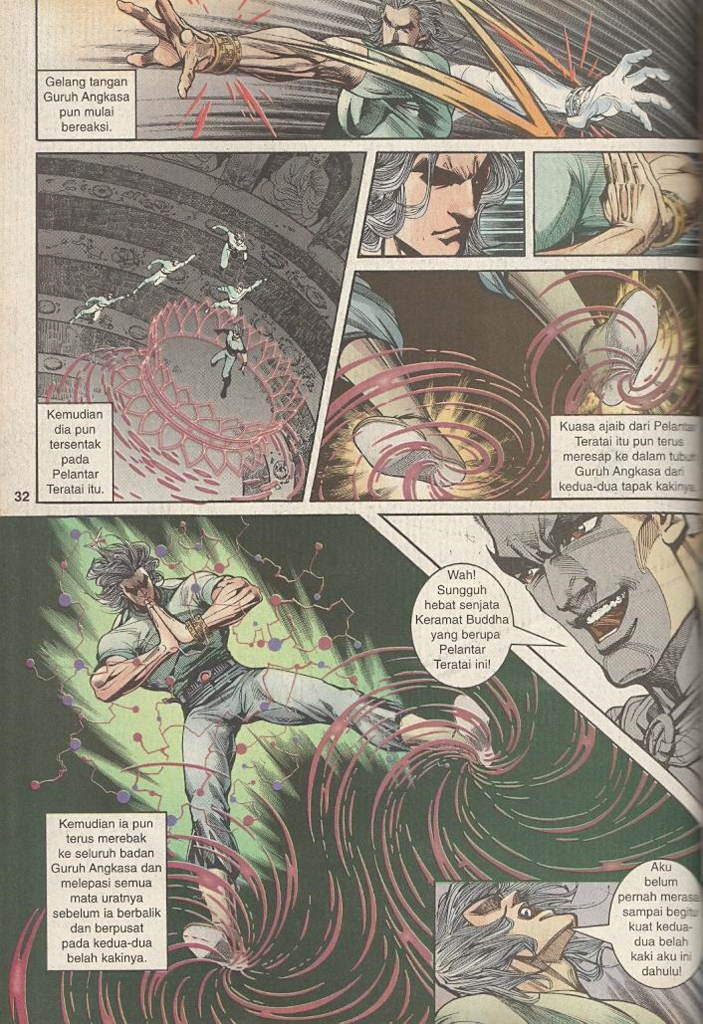 Gelang tangan
Guruh Angkasa
pun mulai
bereaksi.
Kemudian
dia pun
tersentak
pada
Pelantar
Teratai itu.
Kuasa ajaib dari Pelantar
Teratai itu pun terus
meresap ke dalam tubuh
Guruh Angkasa dari
kedua-dua tapak kakinya.
32
Wah!
Sungguh
hebat senjata
Keramat Buddha
yang berupa
Pelantar
Teratai ini!
Kemudian ia pun
terus merebak
ke seluruh badan
Guruh Angkasa dan
melepasi semua
mata uratnya
sebelum ia berbalik
dan berpusat
pada kedua-dua
belah kakinya.
Aku
belum
pernah merasa
sampai begitu
kuat kedua-
dua belah
kaki aku ini
dahulu!